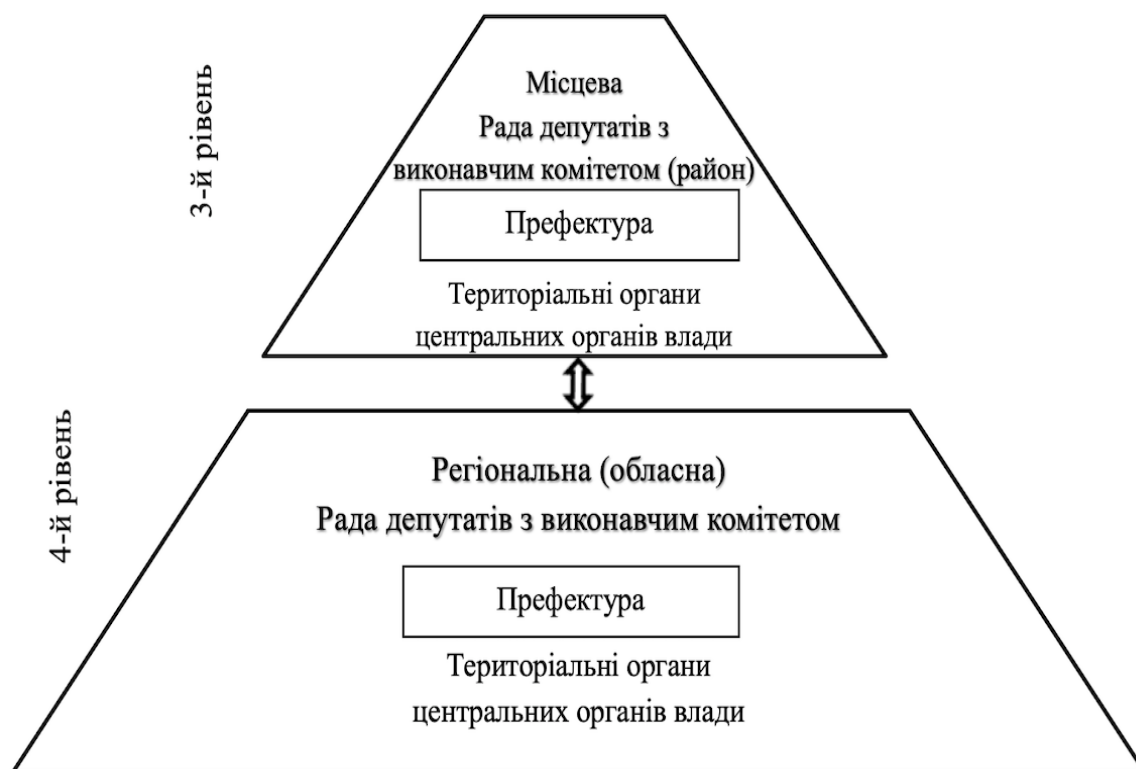 3-й рівень
Місцева
Рада депутатів з
виконавчим комітетом (район)
Префектура
Територіальні органи
центральних органів влади
4-й рівень
Регіональна (обласна)
Рада депутатів з виконавчим комітетом
Префектура
Територіальні органи
центральних органів влади